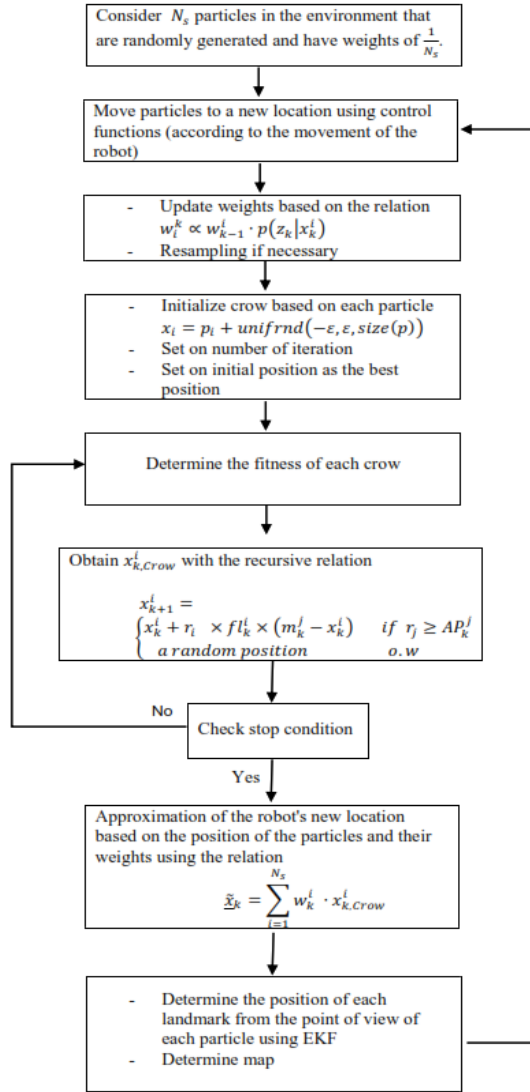 Consider N_s particles in the environment that
are randomly generated and have weights of 1/N_s.
Move particles to a new location using control
functions (according to the movement of the
robot)
- Update weights based on the relation
w_i^k ∝ w_{k-1}^i · p(z_k|x_k^i)
- Resampling if necessary
- Initialize crow based on each particle
x_i = p_i + unifrnd(−ε, ε, size(p))
- Set on number of iteration
- Set on initial position as the best
position
Determine the fitness of each crow
Obtain x_{k,Crow}^i with the recursive relation
x_{k+1}^i =
{x_k^i + r_i × fl_k^i × (m_k^j − x_k^i) if r_j ≥ AP_k^j
a random position o.w
No
Check stop condition
Yes
Approximation of the robot's new location
based on the position of the particles and their
weights using the relation
x̃_k = ∑_{i=1}^{N_s} w_k^i · x_{k,Crow}^i
- Determine the position of each
landmark from the point of view of
each particle using EKF
- Determine map